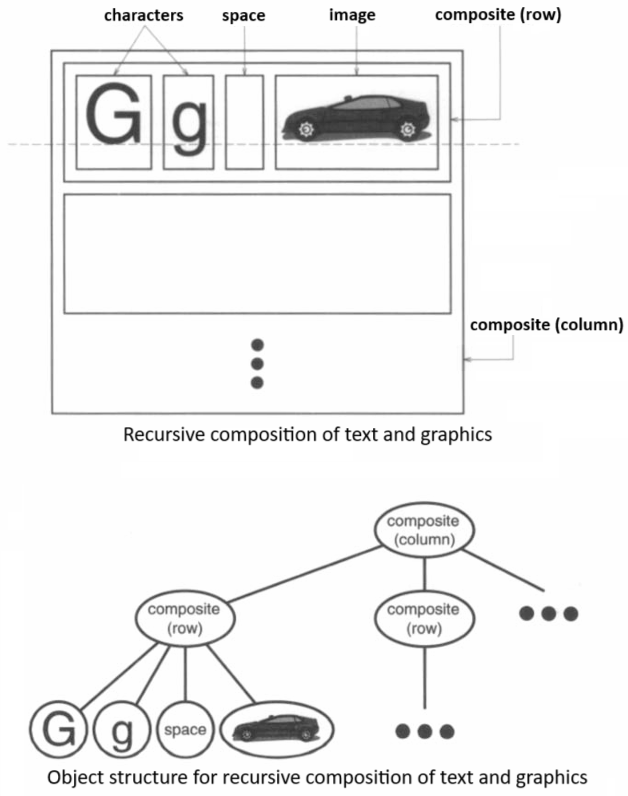 characters space image composite (row)
G g
composite (column)
Recursive composition of text and graphics
composite
(column)
composite
(row)
composite
(row)
G g space
Object structure for recursive composition of text and graphics